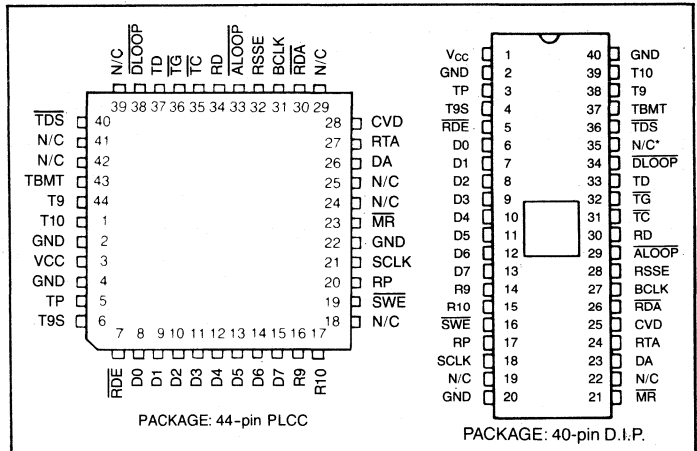 N/C DLOOP TD TG TC RD ALOOP RSSE BCLK RDA N/C
39 38 37 36 35 34 33 32 31 30 29
TDS 40
N/C 41
N/C 42
TBMT 43
T9 44
T10 1
GND 2
VCC 3
GND 4
TP 5
T9S 6
28 CVD
27 RTA
26 DA
25 N/C
24 N/C
23 MR
22 GND
21 SCLK
20 RP
19 SWE
18 N/C
7 8 9 10 11 12 13 14 15 16 17
RDE D0 D1 D2 D3 D4 D5 D6 D7 R9 R10
PACKAGE: 44-pin PLCC
VCC 1 40 GND
GND 2 39 T10
TP 3 38 T9
T9S 4 37 TBMT
RDE 5 36 TDS
D0 6 35 N/C*
D1 7 34 DLOOP
D2 8 33 TD
D3 9 32 TG
D4 10 31 TC
D5 11 30 RD
D6 12 29 ALOOP
D7 13 28 RSSE
R9 14 27 BCLK
R10 15 26 RDA
SWE 16 25 CVD
RP 17 24 RTA
SCLK 18 23 DA
N/C 19 22 N/C
GND 20 21 MR
PACKAGE: 40-pin D.I.P.